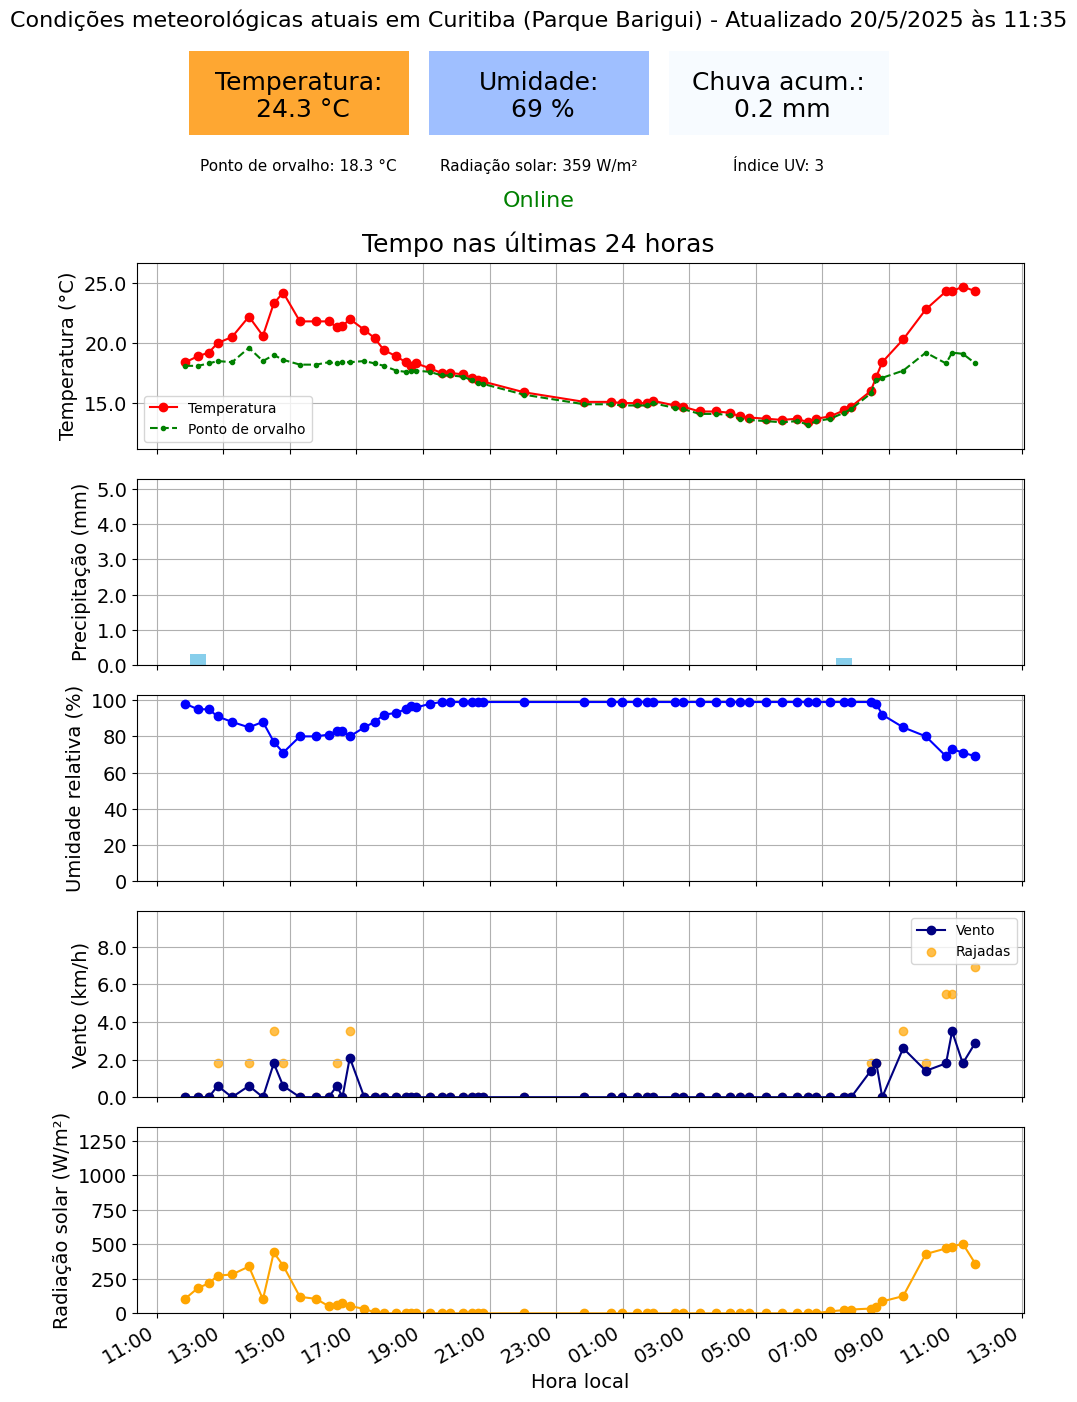 Condições meteorológicas atuais em Curitiba (Parque Barigui) - Atualizado 20/5/2025 às 11:35
Temperatura:
24.3 °C
Umidade:
69 %
Chuva acum.:
0.2 mm
Ponto de orvalho: 18.3 °C
Radiação solar: 359 W/m²
Índice UV: 3
Online
Tempo nas últimas 24 horas
Temperatura (°C)
25.0
20.0
15.0
Temperatura
Ponto de orvalho
Precipitação (mm)
5.0
4.0
3.0
2.0
1.0
0.0
Umidade relativa (%)
100
80
60
40
20
0
Vento (km/h)
8.0
6.0
4.0
2.0
0.0
Vento
Rajadas
Radiação solar (W/m²)
1250
1000
750
500
250
0
11:00
13:00
15:00
17:00
19:00
21:00
23:00
01:00
03:00
05:00
07:00
09:00
11:00
13:00
Hora local